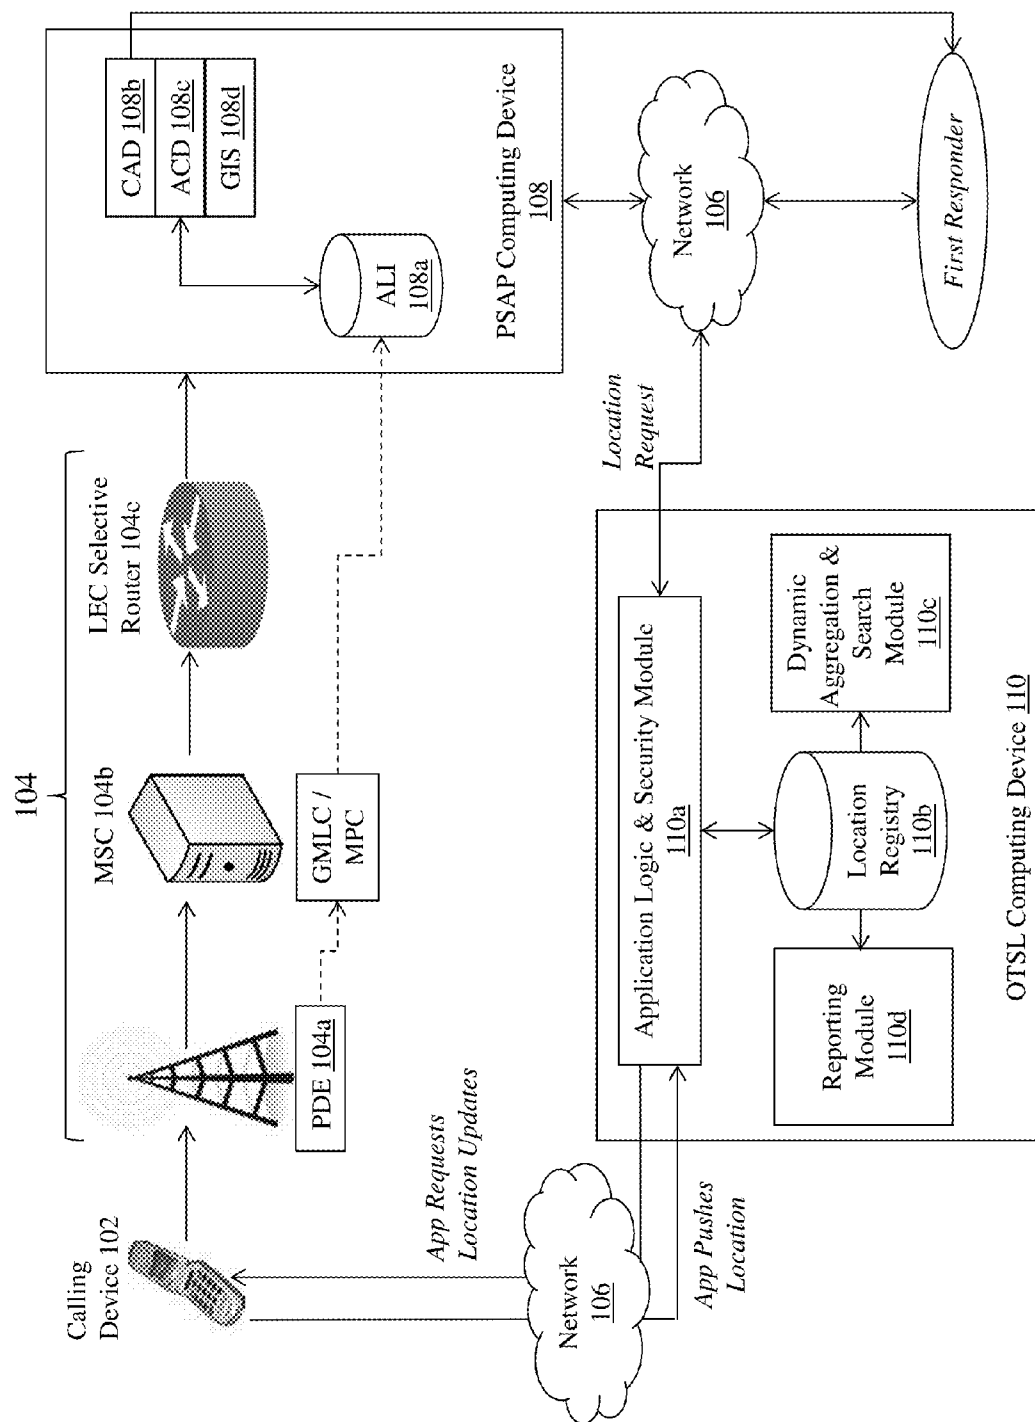 104
Calling
Device 102
PDE 104a
MSC 104b
GMLC /
MPC
LEC Selective
Router 104c
CAD 108b
ACD 108c
GIS 108d
ALI
108a
PSAP Computing Device
108
App Requests
Location Updates
Network
106
App Pushes
Location
Location
Request
Network
106
First Responder
Application Logic & Security Module
110a
Reporting
Module
110d
Location
Registry
110b
Dynamic
Aggregation &
Search
Module
110c
OTSL Computing Device 110